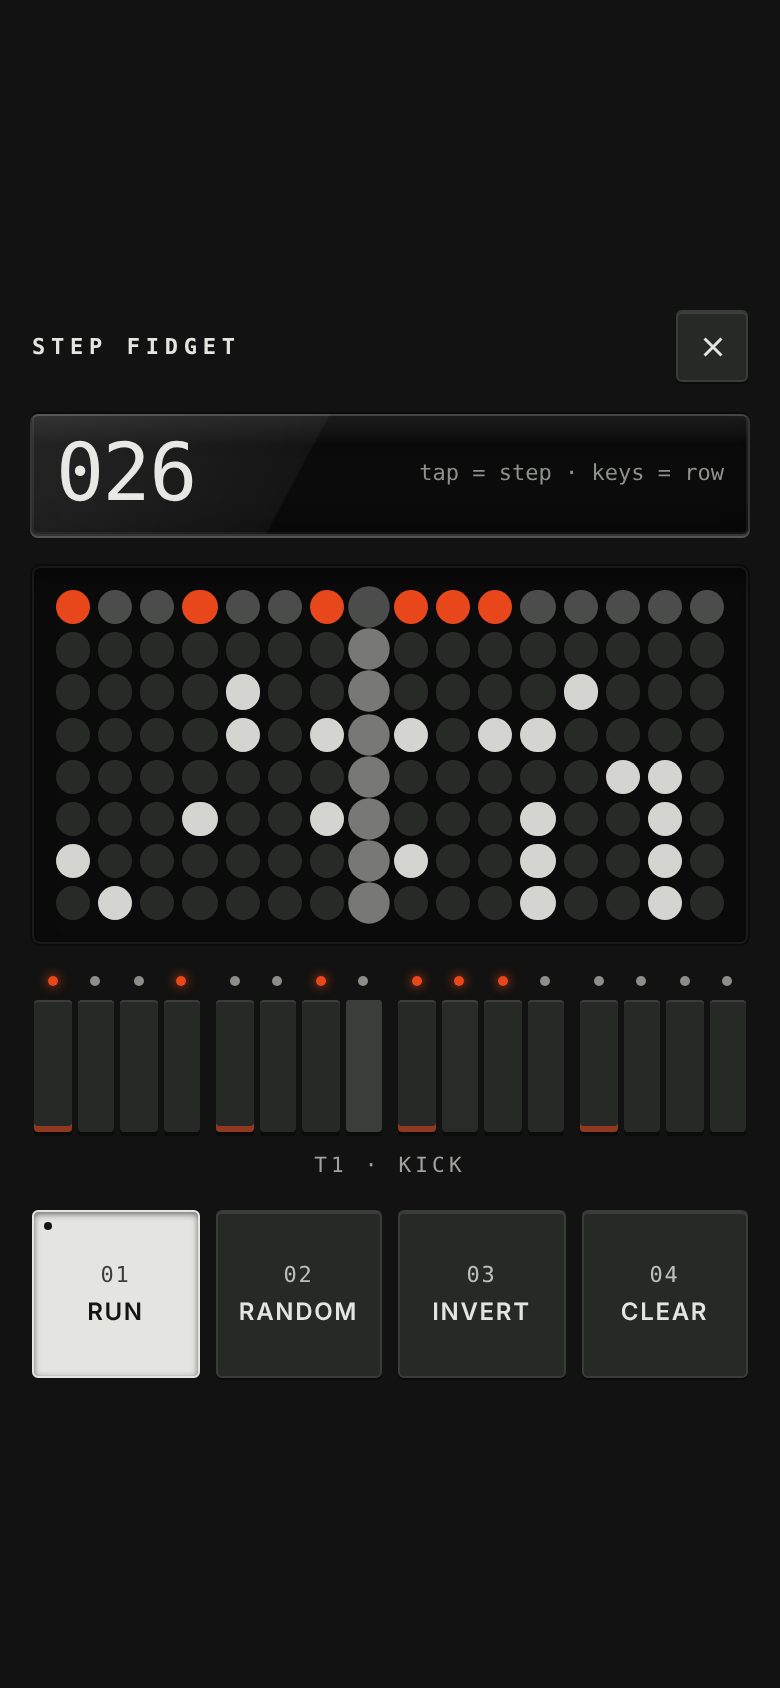 STEP FIDGET
×
026
tap = step · keys = row
T1 · KICK
01
RUN
02
RANDOM
03
INVERT
04
CLEAR